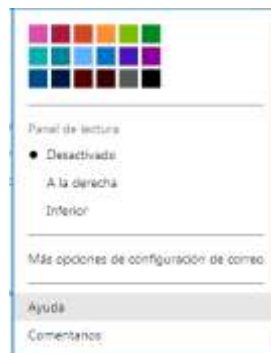 Panel de lectura
Desactivado
A la derecha
Inferior
Más opciones de configuración de correo
Ayuda
Comentarios